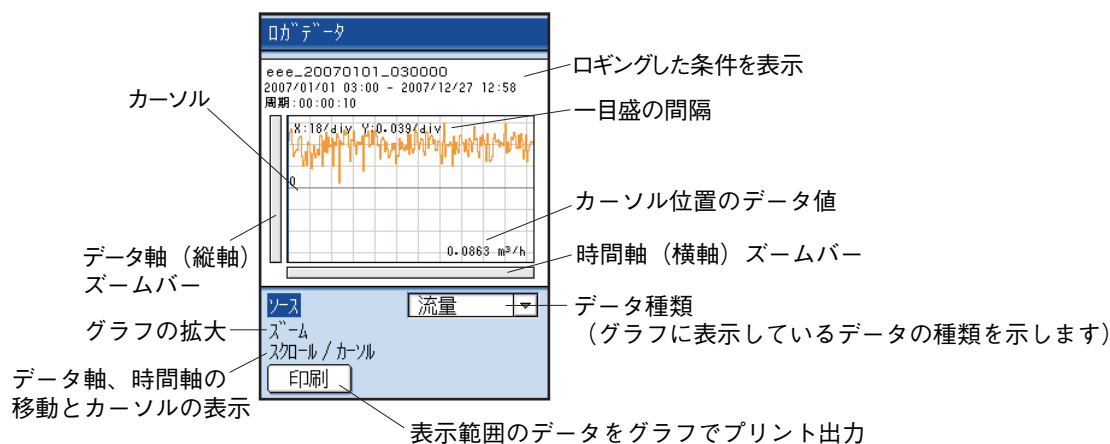 ﾛｶﾞﾃﾞｰﾀ
eee_20070101_030000
2007/01/01 03:00 - 2007/12/27 12:58
周期:00:00:10
X:18/div Y:0.039/div
0
0.0863 m³/h
ソース
流量
ｽﾞｰﾑ
ｽｸﾛｰﾙ / ｶｰｿﾙ
印刷
カーソル
データ軸（縦軸）
ズームバー
グラフの拡大
データ軸、時間軸の
移動とカーソルの表示
ロギングした条件を表示
一目盛の間隔
カーソル位置のデータ値
時間軸（横軸）ズームバー
データ種類
（グラフに表示しているデータの種類を示します）
表示範囲のデータをグラフでプリント出力